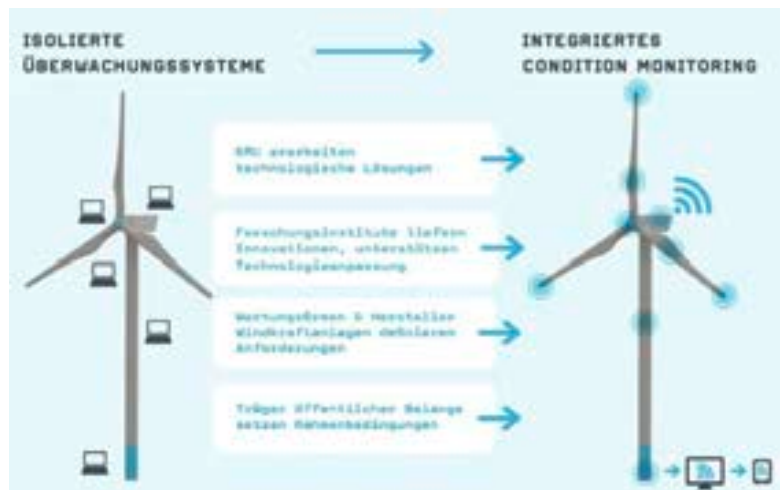 ISOLIERTE
ÜBERWACHUNGSSYSTEME
INTEGRIERTES
CONDITION MONITORING
KMU erarbeiten
technologische Lösungen
Forschungsinstitute liefern
Innovationen, unterstützen
Technologieanpassung
Wartungsfirmen & Hersteller
Windkraftanlagen definieren
Anforderungen
Träger öffentlicher Belange
setzen Rahmenbedingungen